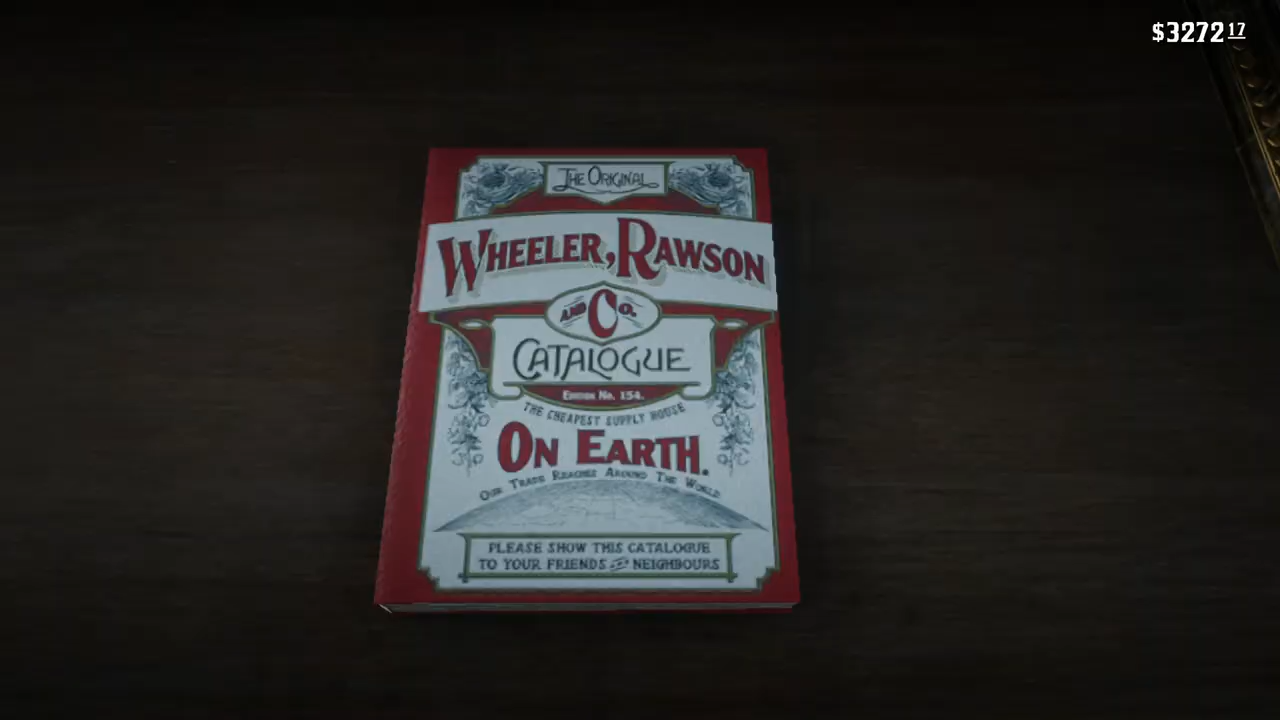 $3272 17
THE ORIGINAL
WHEELER, RAWSON
AND CO.
CATALOGUE
EDITION No. 154.
THE CHEAPEST SUPPLY HOUSE
ON EARTH.
OUR TRADE REACHES AROUND THE WORLD
PLEASE SHOW THIS CATALOGUE
TO YOUR FRIENDS AND NEIGHBOURS